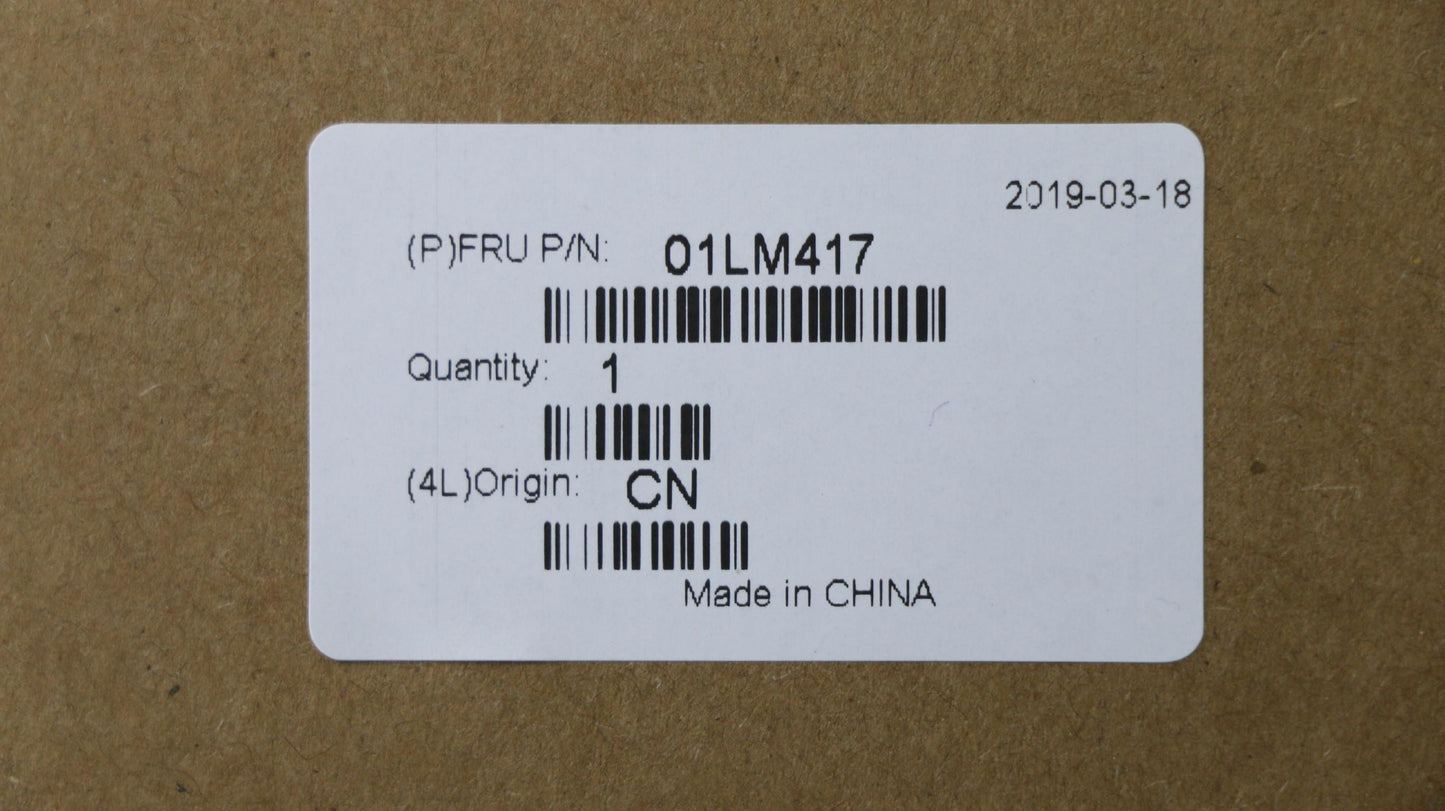 2019-03-18
(P)FRU P/N: 01LM417
Quantity: 1
(4L)Origin: CN
Made in CHINA